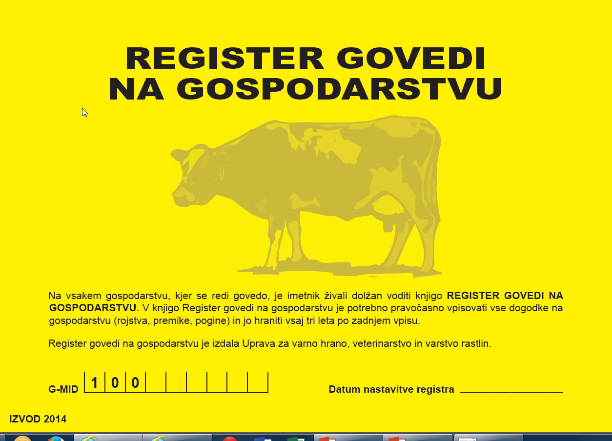 REGISTER GOVEDI
NA GOSPODARSTVU
Na vsakem gospodarstvu, kjer se redi govedo, je imetnik živali dolžan voditi knjigo REGISTER GOVEDI NA
GOSPODARSTVU. V knjigo Register govedi na gospodarstvu je potrebno pravočasno vpisovati vse dogodke na
gospodarstvu (rojstva, premike, pogine) in jo hraniti vsaj tri leta po zadnjem vpisu.
Register govedi na gospodarstvu je izdala Uprava za varno hrano, veterinarstvo in varstvo rastlin.
G-MID 1 0 0 Datum nastavitve registra
IZVOD 2014